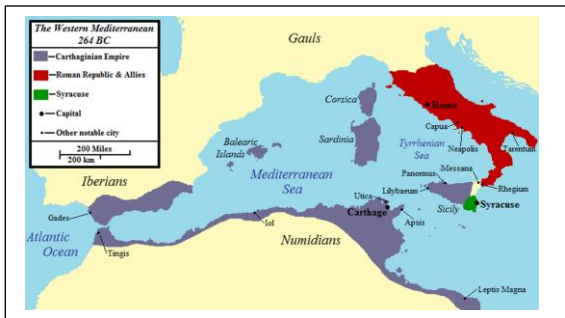 The Western Mediterranean
264 BC
Carthaginian Empire
Roman Republic & Allies
Syracuse
Capital
Other notable city
200 Miles
200 km
Gauls
Corsica
Rome
Sardinia
Capua
Neapolis
Tarentum
Tyrrhenian
Sea
Balearic
Islands
Mediterranean
Sea
Messana
Panormus
Rhegium
Lilybaeum
Iberians
Utica
Sicily
Syracuse
Gades
Carthage
Apsis
Iol
Atlantic
Ocean
Numidians
Tingis
Leptis Magna